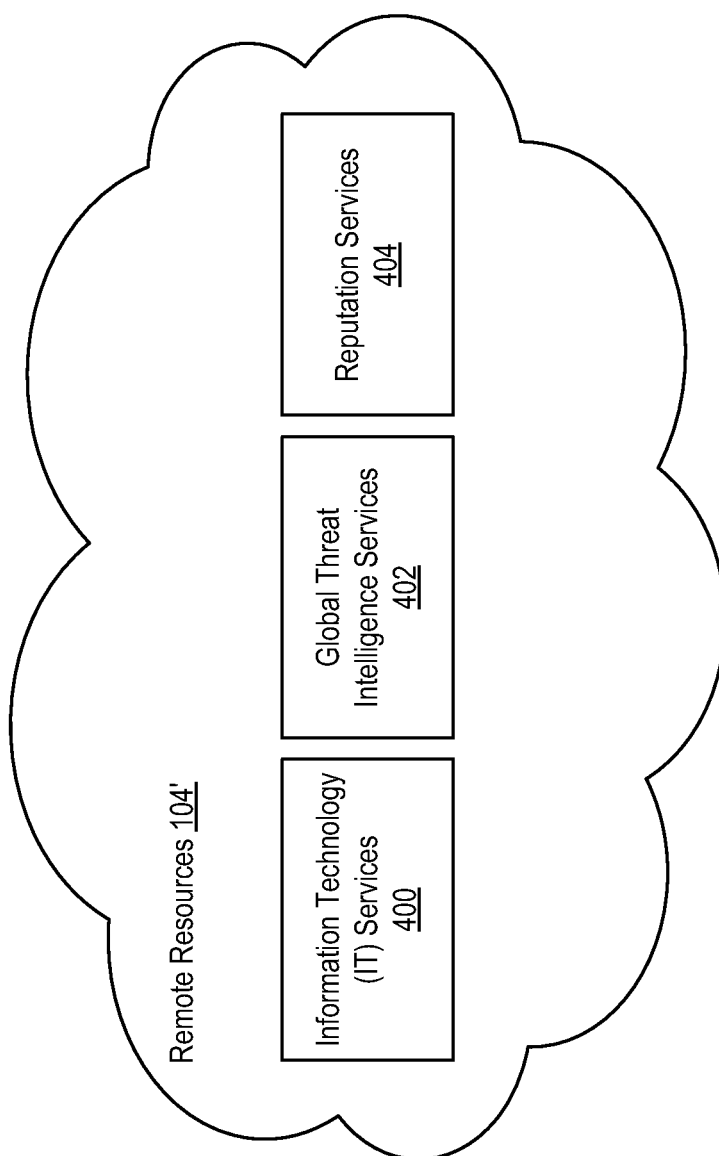 Remote Resources 104'
Information Technology
(IT) Services
400
Global Threat
Intelligence Services
402
Reputation Services
404